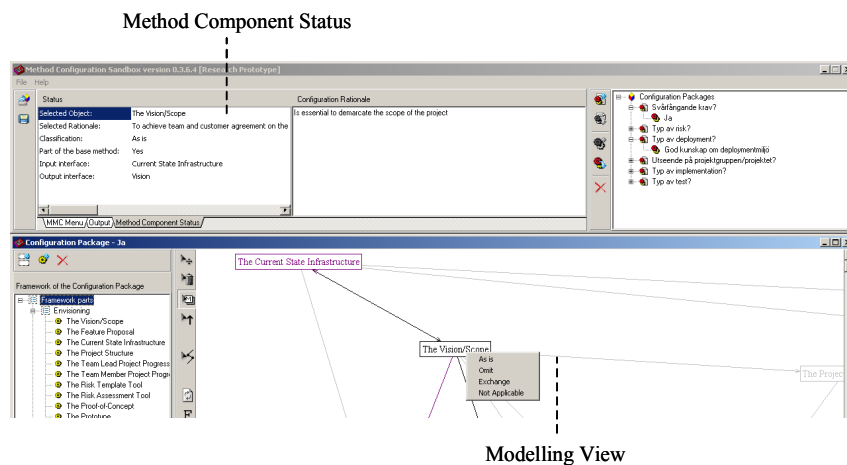 Method Component Status
Method Configuration Sandbox version 0.3.6.4 [Research Prototype]
File Help
Status
Configuration Rationale
Selected Object: The Vision/Scope
Selected Rationale: To achieve team and customer agreement on the
Classification: As is
Part of the base method: Yes
Input interface: Current State Infrastructure
Output interface: Vision
Is essential to demarcate the scope of the project
MMC Menu Output Method Component Status
Configuration Packages
Svårfångande krav?
Ja
Typ av risk?
Typ av deployment?
God kunskap om deploymentmiljö
Utseende på projektgruppen/projektet?
Typ av implementation?
Typ av test?
Configuration Package - Ja
Framework of the Configuration Package
Framework parts
Envisioning
The Vision/Scope
The Feature Proposal
The Current State Infrastructure
The Project Structure
The Team Lead Project Progress
The Team Member Project Progre
The Risk Template Tool
The Risk Assessment Tool
The Proof-of-Concept
The Prototype
The Current State Infrastructure
The Vision/Scope
As is
Omit
Exchange
Not Applicable
The Projec
Modelling View